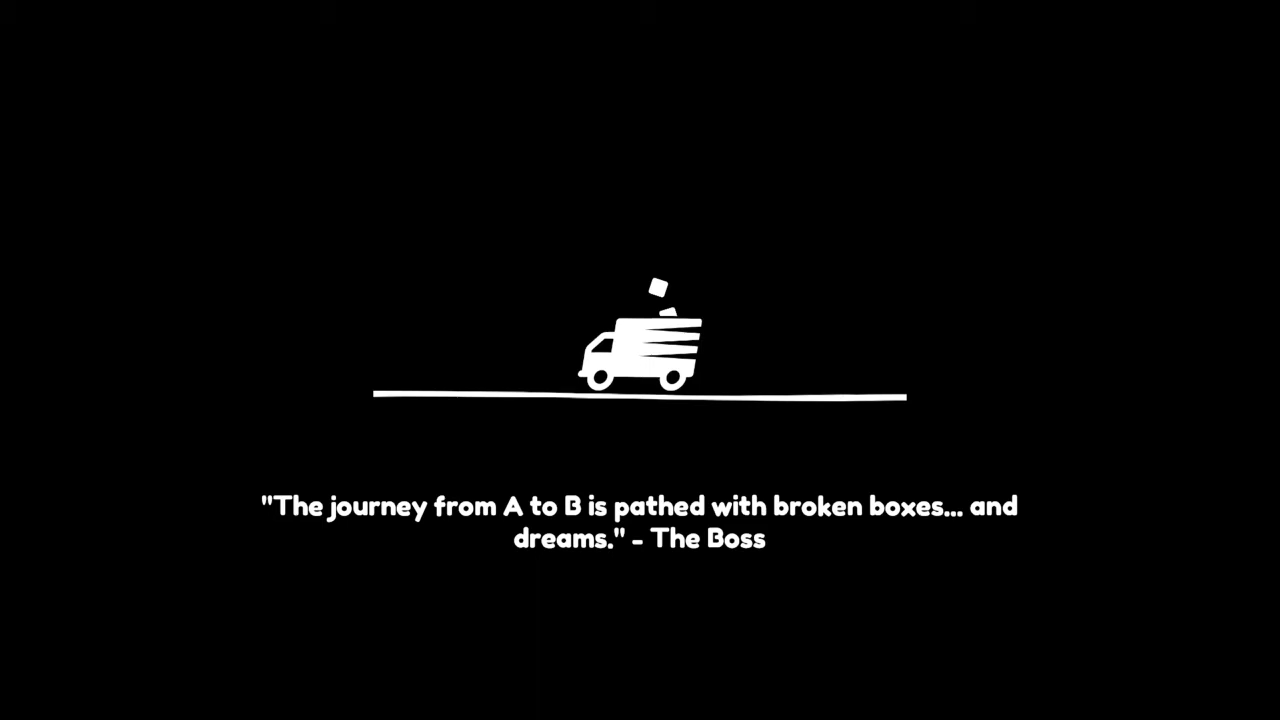 "The journey from A to B is pathed with broken boxes... and
dreams." - The Boss